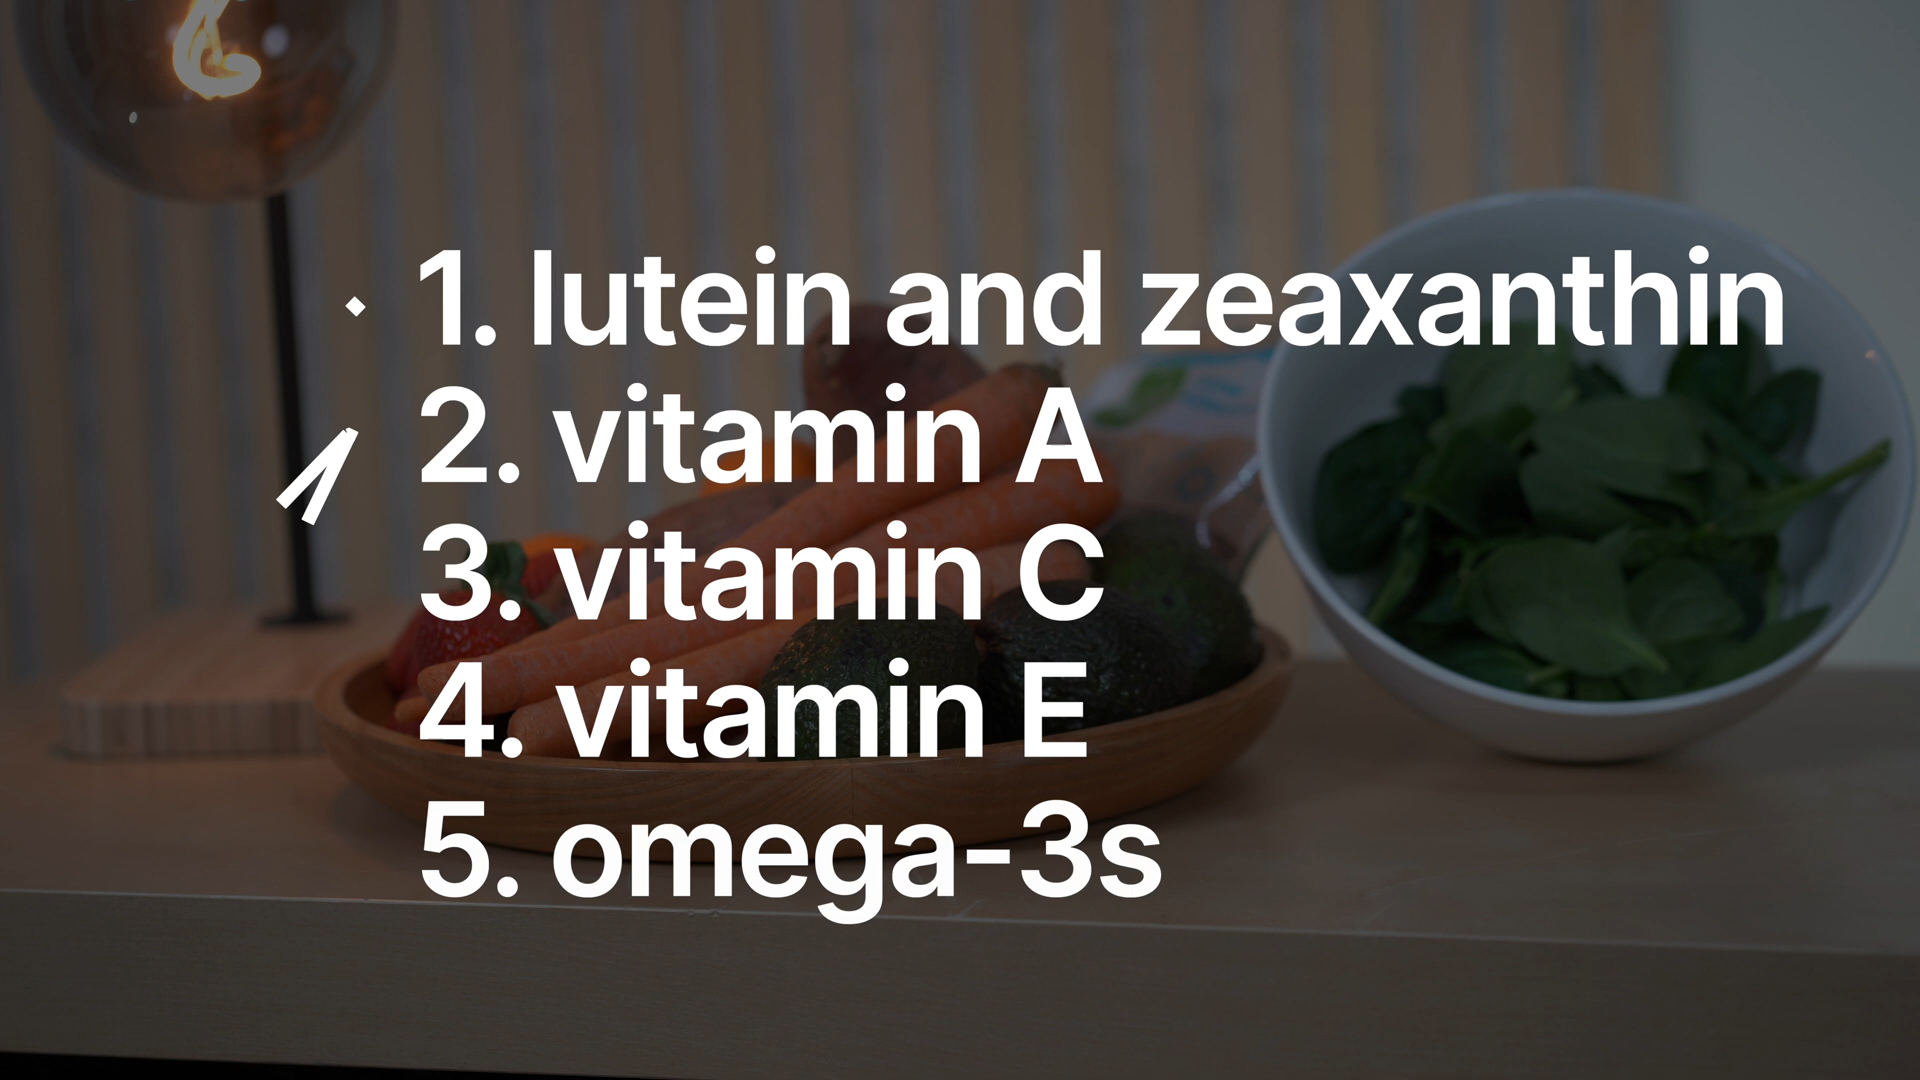 1. lutein and zeaxanthin
2. vitamin A
3. vitamin C
4. vitamin E
5. omega-3s